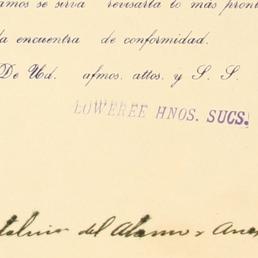 amos se sirva revisarla lo más pront
la encuentra de conformidad.
De Ud. afmos. attos. y S. S.
LOWEREE HNOS. SUCS.
del Alamo y